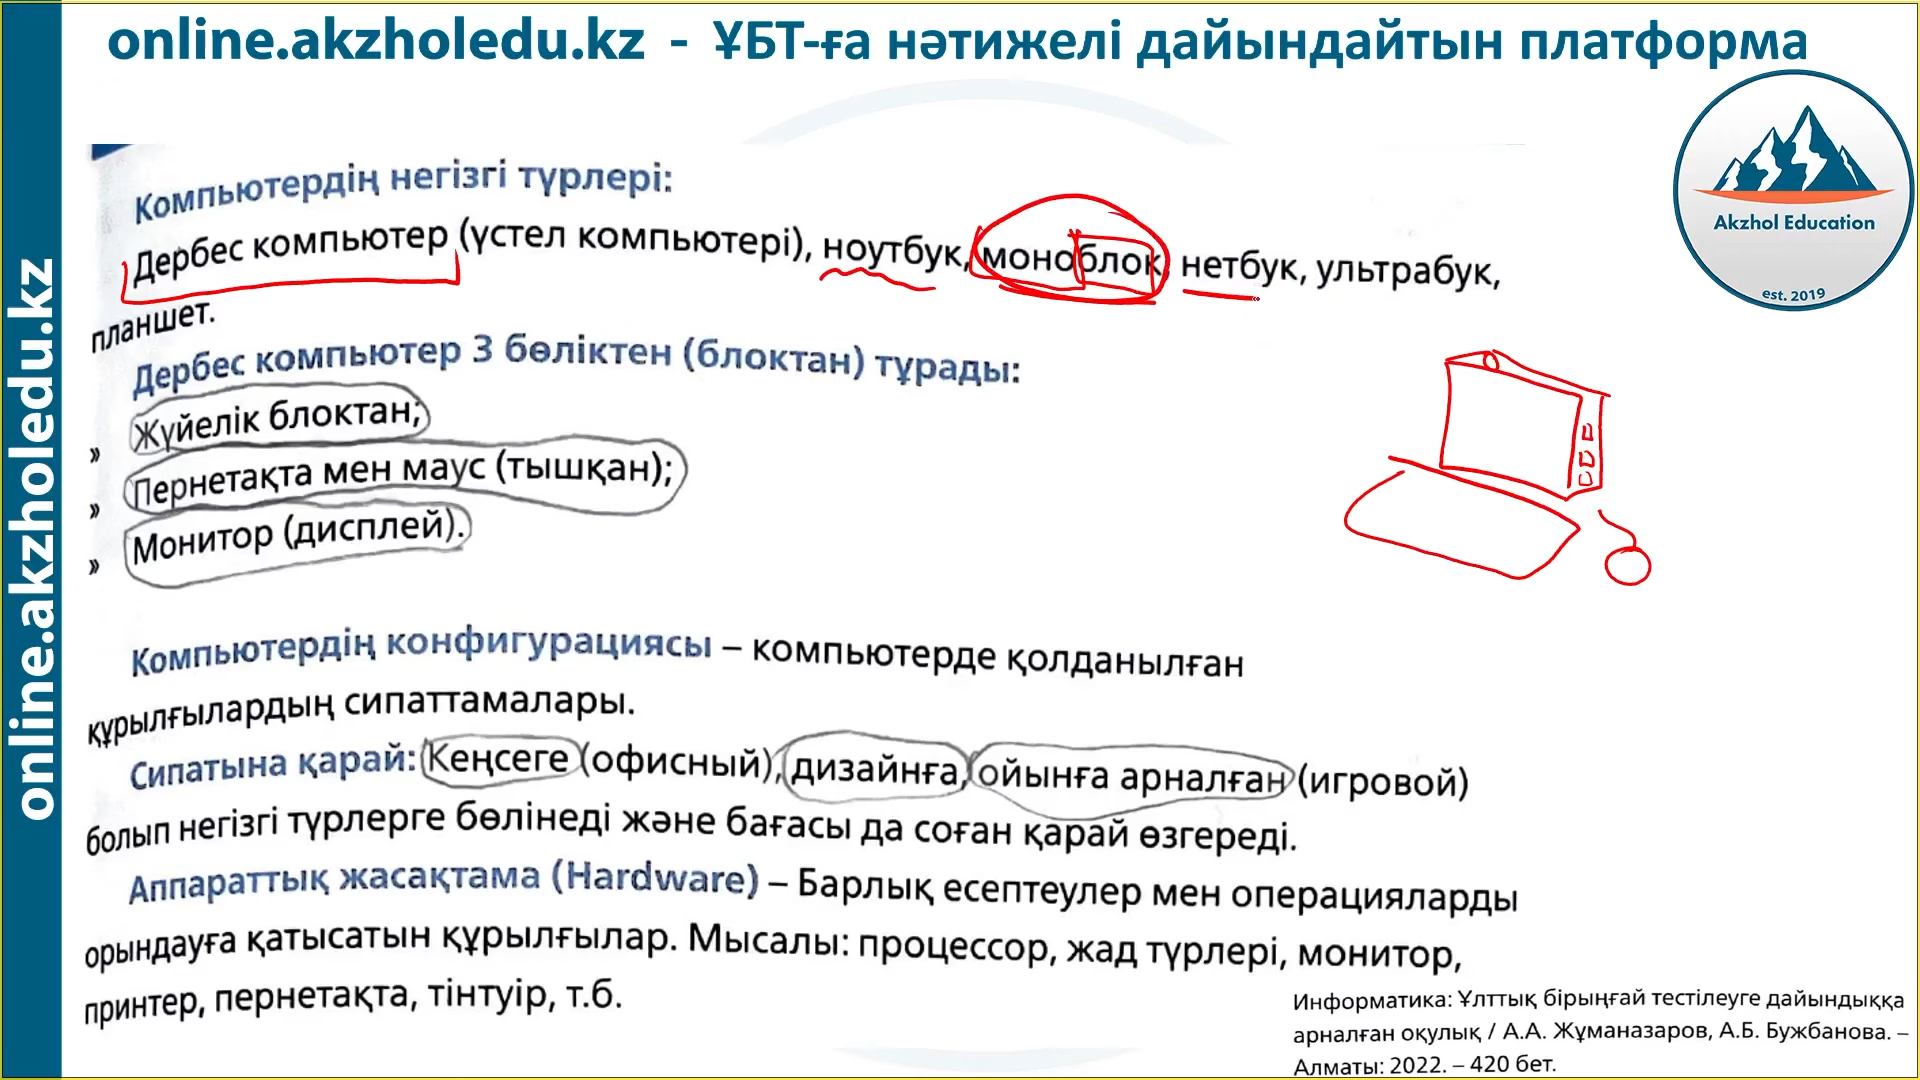 online.akzholedu.kz - ҰБТ-ға нәтижелі дайындайтын платформа
Akzhol Education
est. 2019
online.akzholedu.kz
Компьютердің негізгі түрлері:
Дербес компьютер (үстел компьютері), ноутбук, моноблок, нетбук, ультрабук,
планшет.
Дербес компьютер 3 бөліктен (блоктан) тұрады:
» Жүйелік блоктан;
» Пернетақта мен маус (тышқан);
» Монитор (дисплей).
Компьютердің конфигурациясы – компьютерде қолданылған
құрылғылардың сипаттамалары.
Сипатына қарай: Кеңсеге (офисный), дизайнға, ойынға арналған (игровой)
болып негізгі түрлерге бөлінеді және бағасы да соған қарай өзгереді.
Аппараттық жасақтама (Hardware) – Барлық есептеулер мен операцияларды
орындауға қатысатын құрылғылар. Мысалы: процессор, жад түрлері, монитор,
принтер, пернетақта, тінтуір, т.б.
Информатика: Ұлттық бірыңғай тестілеуге дайындыққа
арналған оқулық / А.А. Жұманазаров, А.Б. Бужбанова. –
Алматы: 2022. – 420 бет.